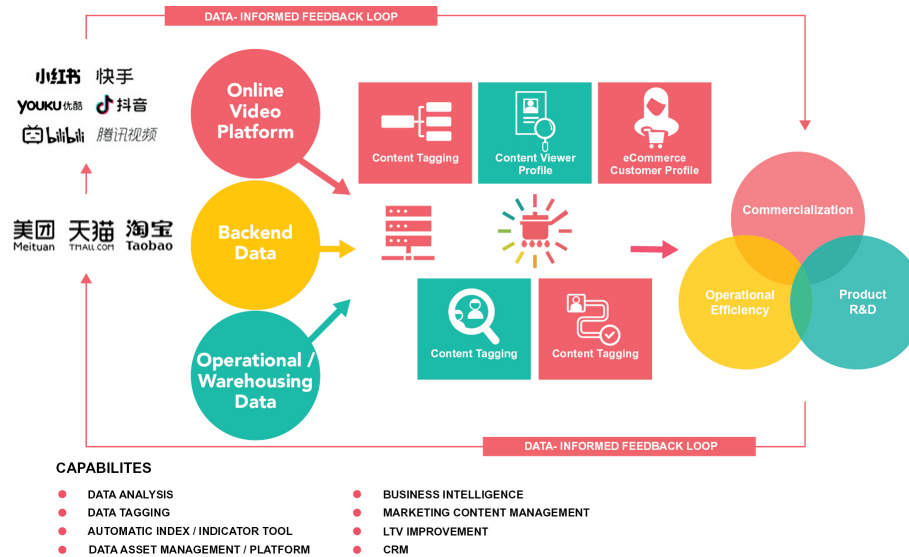 DATA- INFORMED FEEDBACK LOOP
小红书 快手
YOUKU优酷 抖音
bilibili 腾讯视频
美团 天猫 淘宝
Meituan TMALL.COM Taobao
Online
Video
Platform
Backend
Data
Operational /
Warehousing
Data
Content Tagging
Content Viewer
Profile
eCommerce
Customer Profile
Content Tagging
Content Tagging
Commercialization
Operational
Efficiency
Product
R&D
DATA- INFORMED FEEDBACK LOOP
CAPABILITES
DATA ANALYSIS
DATA TAGGING
AUTOMATIC INDEX / INDICATOR TOOL
DATA ASSET MANAGEMENT / PLATFORM
BUSINESS INTELLIGENCE
MARKETING CONTENT MANAGEMENT
LTV IMPROVEMENT
CRM